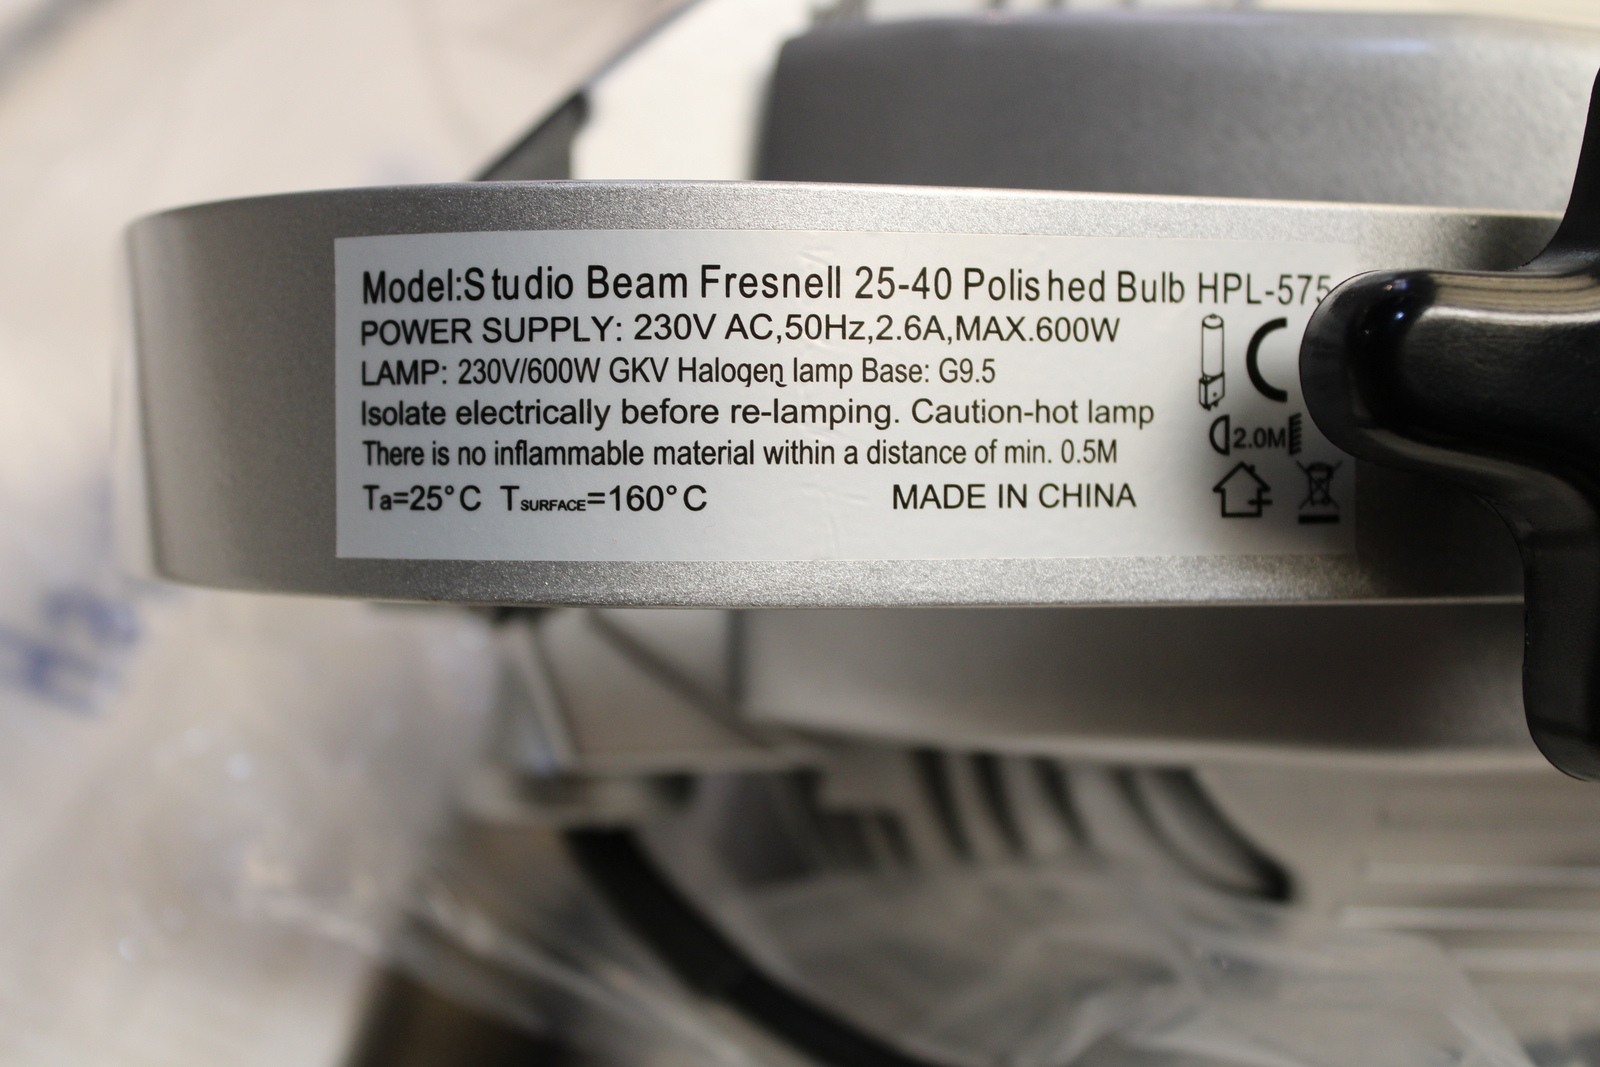 Model:Studio Beam Fresnell 25-40 Polished Bulb HPL-575
POWER SUPPLY: 230V AC,50Hz,2.6A,MAX.600W
LAMP: 230V/600W GKV Halogen lamp Base: G9.5
Isolate electrically before re-lamping. Caution-hot lamp
There is no inflammable material within a distance of min. 0.5M
2.0M
Ta=25°C TSURFACE=160°C MADE IN CHINA